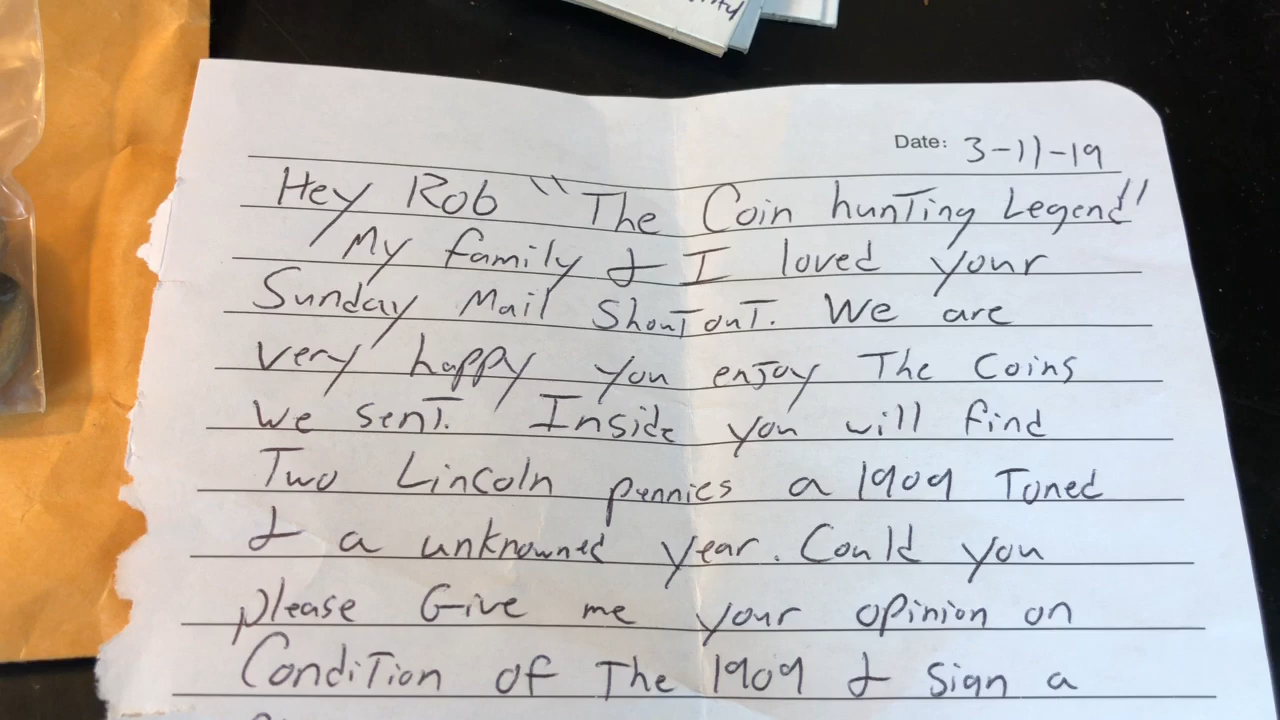 Date: 3-11-19
Hey Rob "The Coin hunting Legend"
My family & I loved your
Sunday Mail ShouTouT. We are
very happy you enjoy The Coins
we senT. Inside you will find
Two Lincoln pennies a 1909 Toned
& a unknowned year. Could you
please Give me your opinion on
CondiTion of The 1909 & Sign a